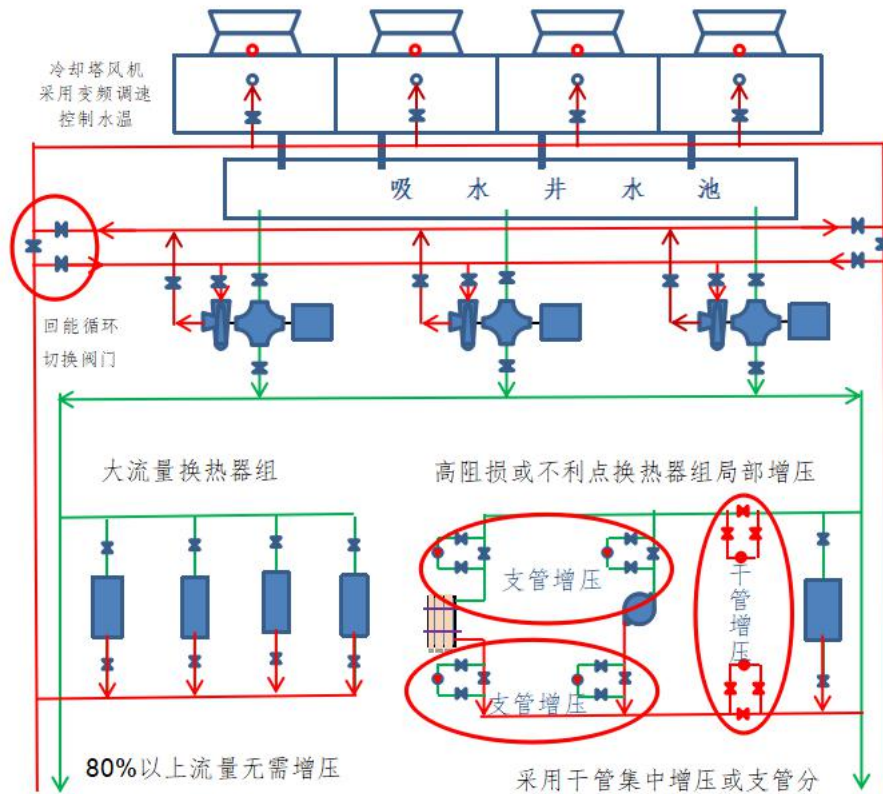 冷却塔风机
采用变频调速
控制水温
吸水井水池
回能循环
切换阀门
大流量换热器组
高阻损或不利点换热器组局部增压
支管增压
干管增压
支管增压
80%以上流量无需增压
采用干管集中增压或支管分